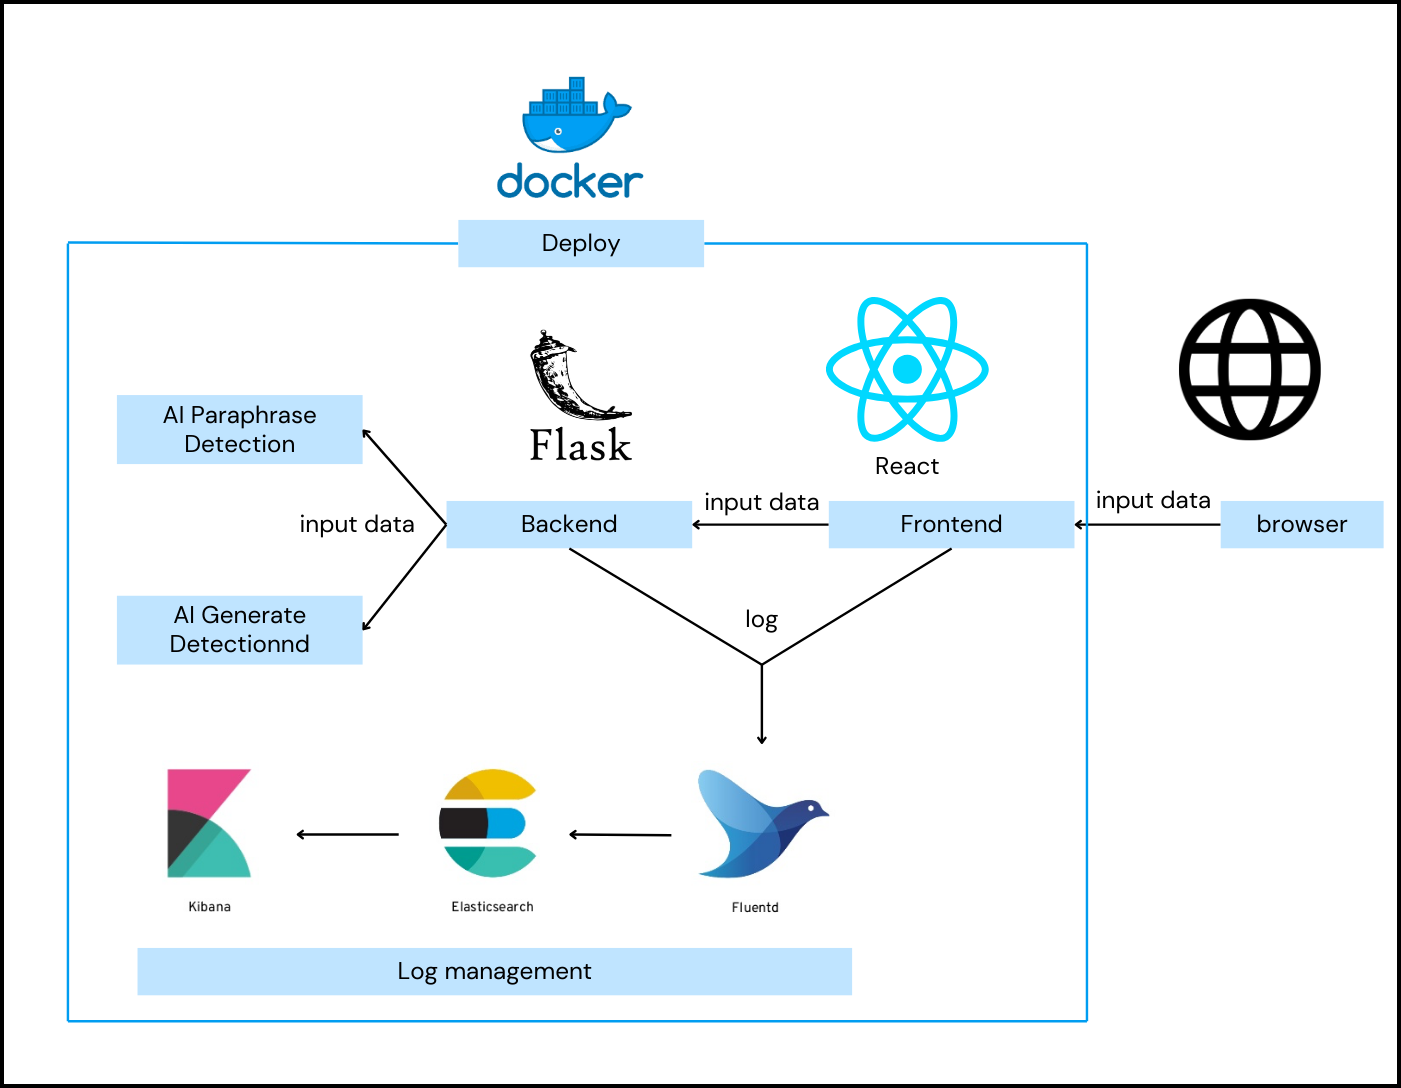 docker
Deploy
Flask
React
AI Paraphrase
Detection
input data
Backend
input data
Frontend
input data
browser
AI Generate
Detectionnd
log
Kibana
Elasticsearch
Fluentd
Log management